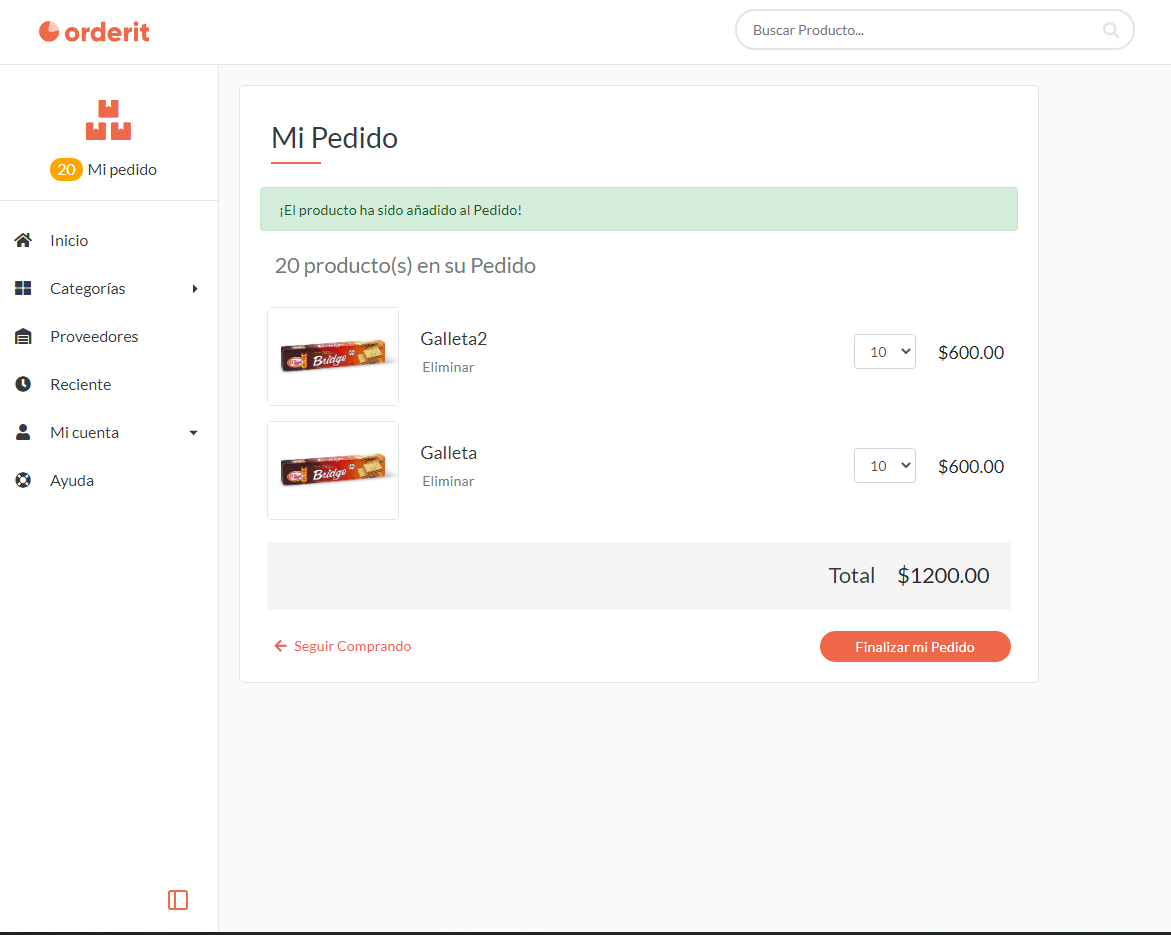 orderit
Buscar Producto...
20 Mi pedido
Inicio
Categorías
Proveedores
Reciente
Mi cuenta
Ayuda
Mi Pedido
¡El producto ha sido añadido al Pedido!
20 producto(s) en su Pedido
Bridge
Galleta2
Eliminar
10 $600.00
Bridge
Galleta
Eliminar
10 $600.00
Total $1200.00
Seguir Comprando
Finalizar mi Pedido